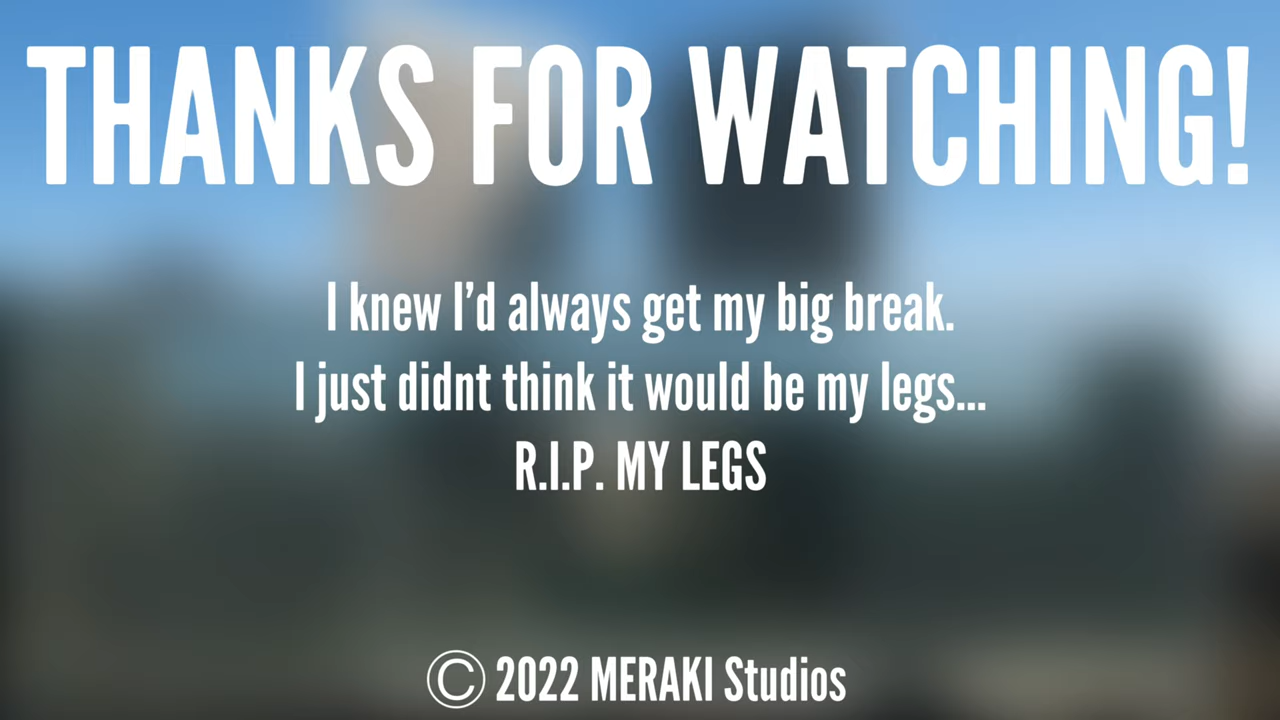 THANKS FOR WATCHING!
I knew I’d always get my big break.
I just didnt think it would be my legs...
R.I.P. MY LEGS
© 2022 MERAKI Studios